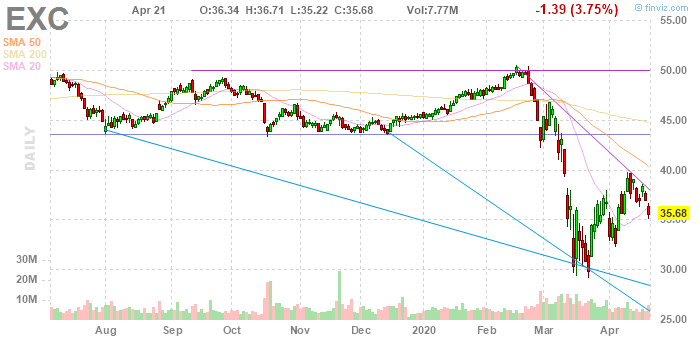 EXC
Apr 21 O:36.34 H:36.71 L:35.22 C:35.68 Vol:7.77M -1.39 (3.75%)
© finviz.com
SMA 50
SMA 200
SMA 20
DAILY
55.00
50.00
45.00
40.00
35.00
35.68
30.00
25.00
30M
20M
10M
Aug Sep Oct Nov Dec 2020 Feb Mar Apr